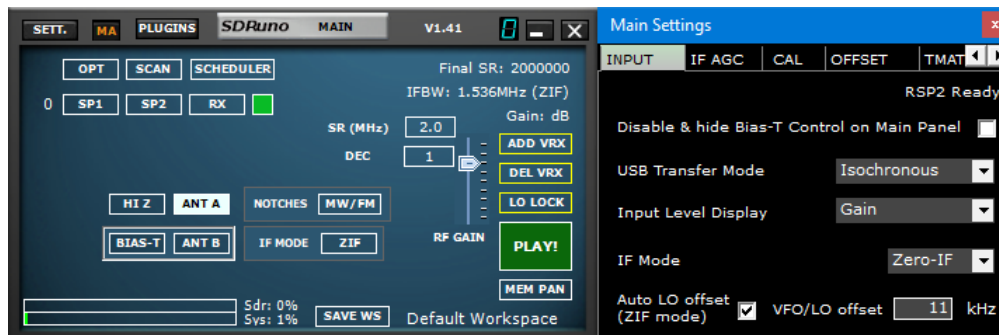 SETT. MA PLUGINS SDRuno MAIN V1.41 0
OPT SCAN SCHEDULER Final SR: 2000000
IFBW: 1.536MHz (ZIF)
0 SP1 SP2 RX Gain: dB
SR (MHz) 2.0 ADD VRX
DEC 1 DEL VRX
HI Z ANT A NOTCHES MW/FM LO LOCK
BIAS-T ANT B IF MODE ZIF RF GAIN PLAY!
MEM PAN
Sdr: 0%
Sys: 1% SAVE WS Default Workspace
Main Settings x
INPUT IF AGC CAL OFFSET TMAT
RSP2 Ready
Disable & hide Bias-T Control on Main Panel
USB Transfer Mode Isochronous
Input Level Display Gain
IF Mode Zero-IF
Auto LO offset
(ZIF mode) VFO/LO offset 11 kHz